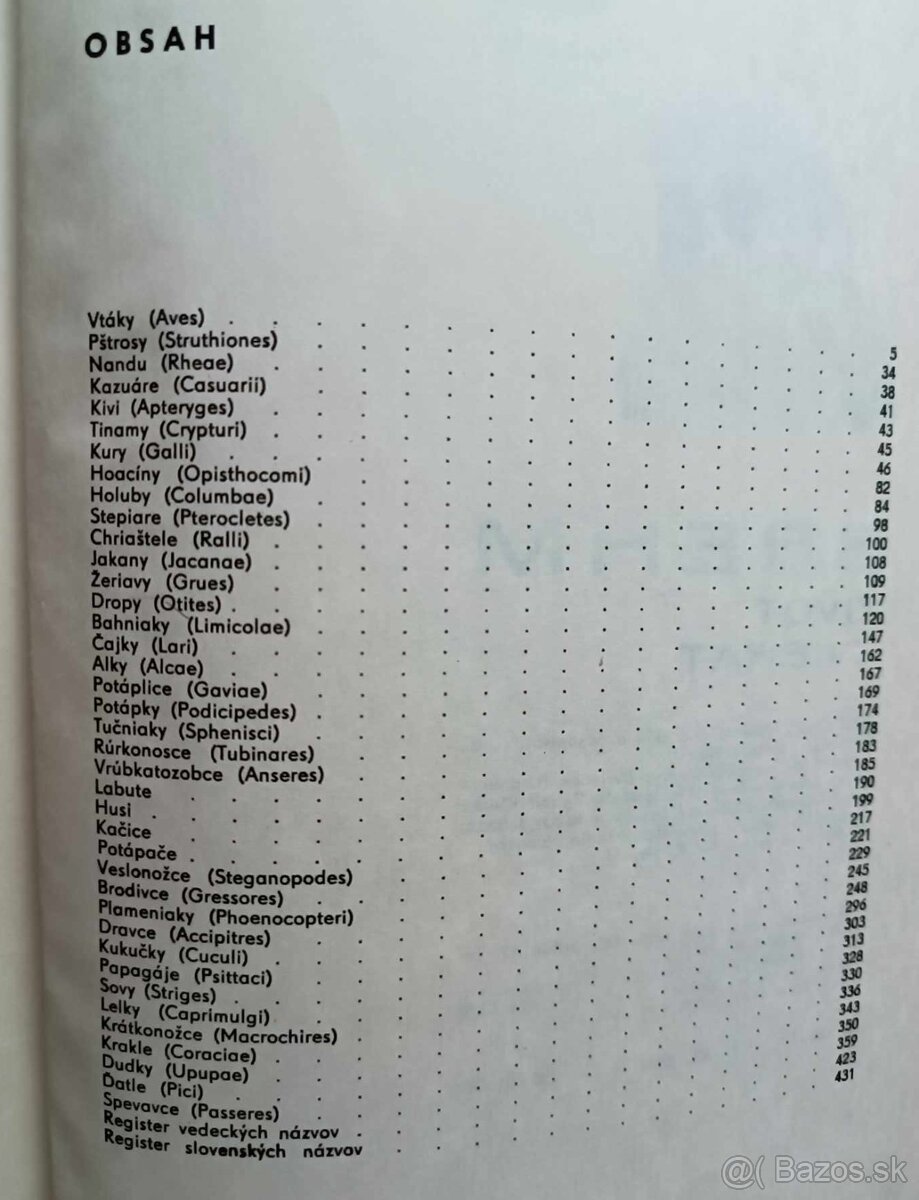 OBSAH
Vtáky (Aves) 5
Pštrosy (Struthiones) 34
Nandu (Rheae) 38
Kazuáre (Casuarii) 41
Kivi (Apteryges) 43
Tinamy (Crypturi) 45
Kury (Galli) 46
Hoacíny (Opisthocomi) 82
Holuby (Columbae) 84
Stepiare (Pterocletes) 98
Chriaštele (Ralli) 100
Jakany (Jacanae) 108
Žeriavy (Grues) 109
Dropy (Otites) 117
Bahniaky (Limicolae) 120
Čajky (Lari) 147
Alky (Alcae) 162
Potáplice (Gaviae) 167
Potápky (Podicipedes) 169
Tučniaky (Sphenisci) 174
Rúrkonosce (Tubinares) 178
Vrúbkatozobce (Anseres) 183
Labute 185
Husi 190
Kačice 199
Potápače 217
Veslonožce (Steganopodes) 221
Brodivce (Gressores) 229
Plameniaky (Phoenocopteri) 245
Dravce (Accipitres) 248
Kukučky (Cuculi) 296
Papagáje (Psittaci) 303
Sovy (Striges) 313
Lelky (Caprimulgi) 328
Krátkonožce (Macrochires) 330
Krakle (Coraciae) 336
Dudky (Upupae) 343
Ďatle (Pici) 350
Spevavce (Passeres) 359
Register vedeckých názvov 423
Register slovenských názvov 431
@( Bazos.sk